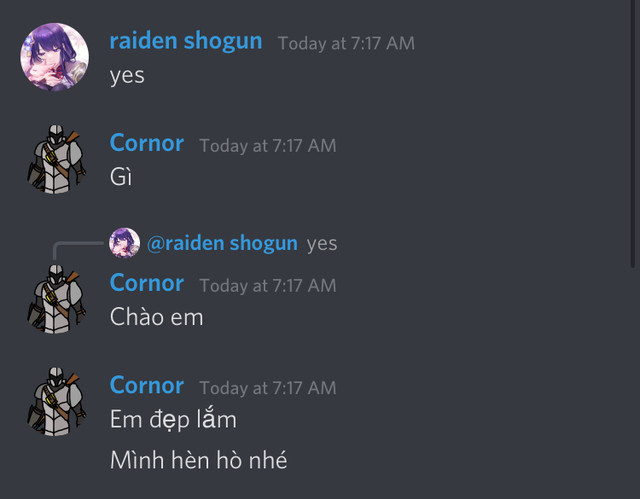 raiden shogun Today at 7:17 AM
yes
Cornor Today at 7:17 AM
Gì
@raiden shogun yes
Cornor Today at 7:17 AM
Chào em
Cornor Today at 7:17 AM
Em đẹp lắm
Mình hèn hò nhé